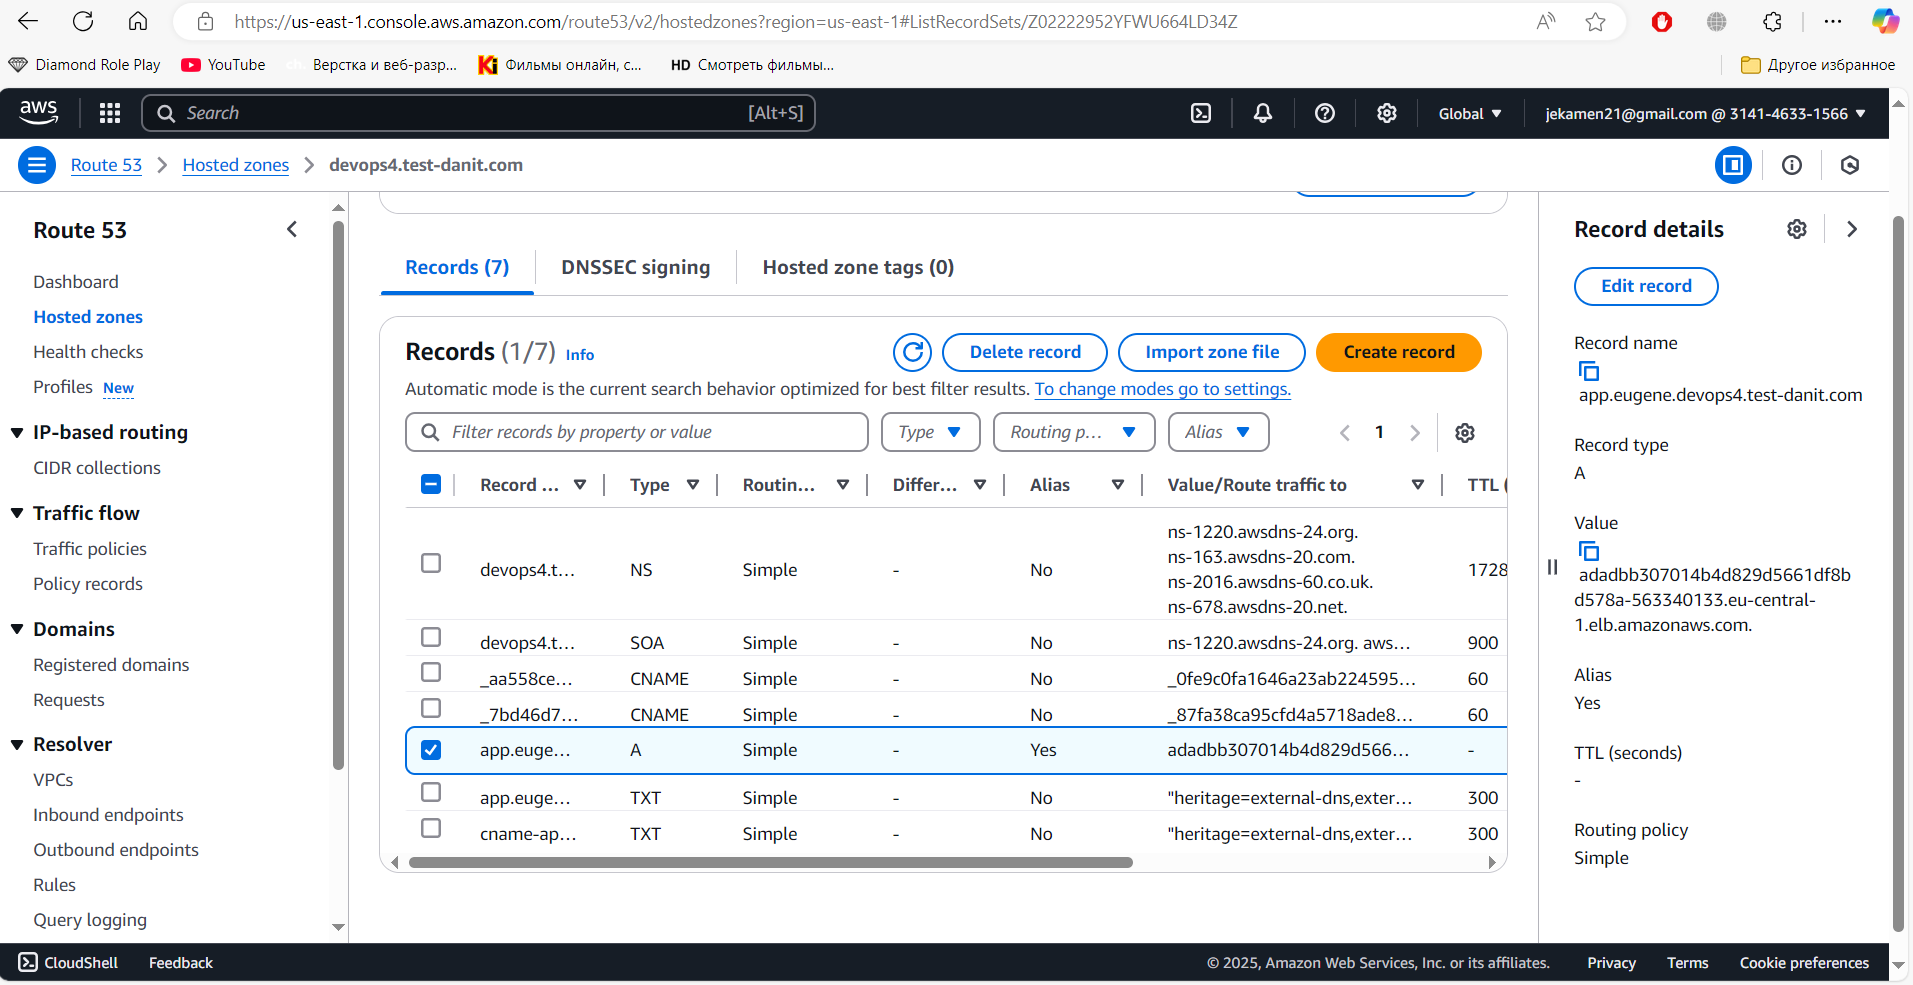 https://us-east-1.console.aws.amazon.com/route53/v2/hostedzones?region=us-east-1#ListRecordSets/Z02222952YFWU664LD34Z
Diamond Role Play
YouTube
ch.
Верстка и веб-разр...
Ki
Фильмы онлайн, с...
HD
Смотреть фильмы...
Другое избранное
aws
Search
[Alt+S]
Global
jekamen21@gmail.com @ 3141-4633-1566
Route 53
Hosted zones
devops4.test-danit.com
Route 53
Dashboard
Hosted zones
Health checks
Profiles New
IP-based routing
CIDR collections
Traffic flow
Traffic policies
Policy records
Domains
Registered domains
Requests
Resolver
VPCs
Inbound endpoints
Outbound endpoints
Rules
Query logging
Records (7)
DNSSEC signing
Hosted zone tags (0)
Records (1/7) Info
Delete record
Import zone file
Create record
Automatic mode is the current search behavior optimized for best filter results. To change modes go to settings.
Filter records by property or value
Type
Routing p...
Alias
1
Record ... Type Routin... Differ... Alias Value/Route traffic to TTL (
devops4.t... NS Simple - No ns-1220.awsdns-24.org.
ns-163.awsdns-20.com.
ns-2016.awsdns-60.co.uk.
ns-678.awsdns-20.net. 1728
devops4.t... SOA Simple - No ns-1220.awsdns-24.org. aws... 900
_aa558ce... CNAME Simple - No _0fe9c0fa1646a23ab224595... 60
_7bd46d7... CNAME Simple - No _87fa38ca95cfd4a5718ade8... 60
app.euge... A Simple - Yes adadbb307014b4d829d566... -
app.euge... TXT Simple - No "heritage=external-dns,exter... 300
cname-ap... TXT Simple - No "heritage=external-dns,exter... 300
Record details
Edit record
Record name
app.eugene.devops4.test-danit.com
Record type
A
Value
adadbb307014b4d829d5661df8b
d578a-563340133.eu-central-
1.elb.amazonaws.com.
Alias
Yes
TTL (seconds)
-
Routing policy
Simple
CloudShell
Feedback
© 2025, Amazon Web Services, Inc. or its affiliates.
Privacy
Terms
Cookie preferences